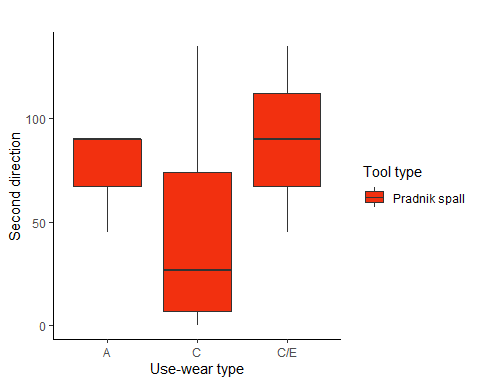 Second direction
100
50
0
A
C
C/E
Use-wear type
Tool type
Pradnik spall